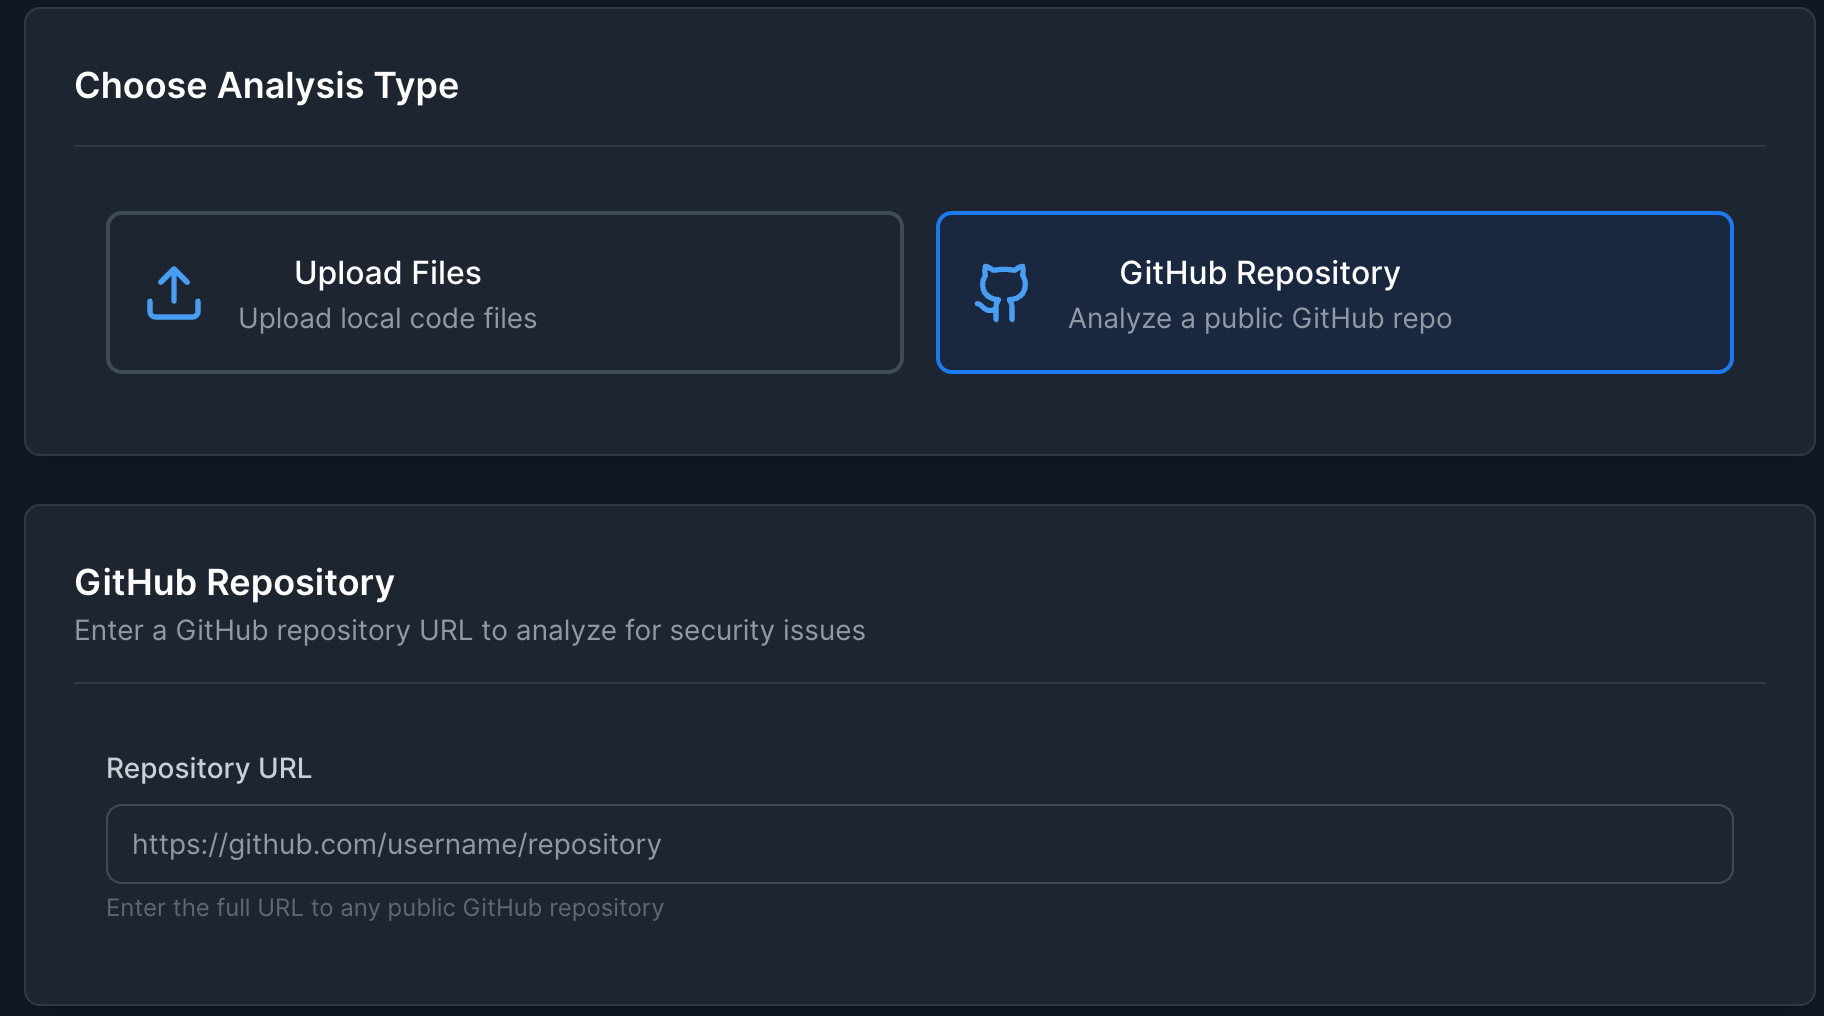 Choose Analysis Type
Upload Files
Upload local code files
GitHub Repository
Analyze a public GitHub repo
GitHub Repository
Enter a GitHub repository URL to analyze for security issues
Repository URL
https://github.com/username/repository
Enter the full URL to any public GitHub repository